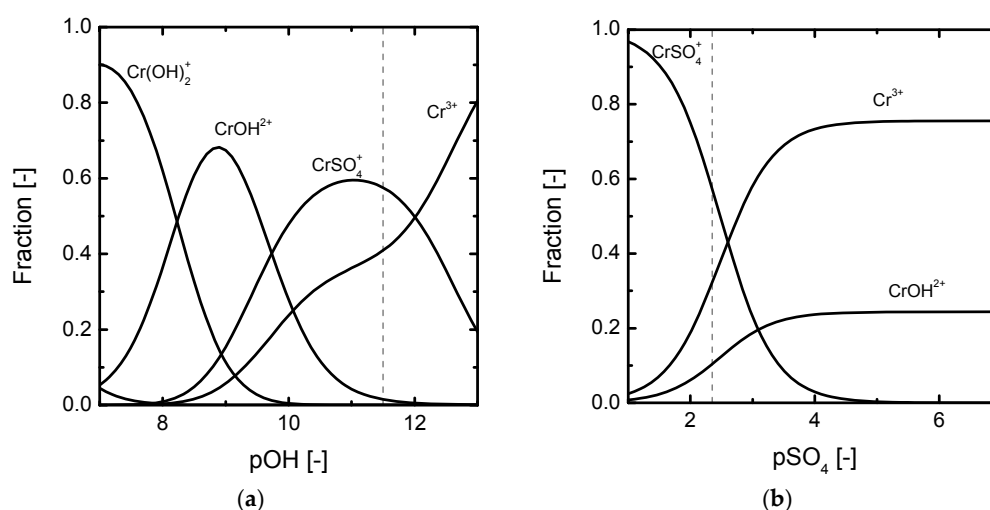 1.0
0.8
0.6
0.4
0.2
0.0
Fraction [-]
Cr(OH)₂⁺
CrOH²⁺
CrSO₄⁺
Cr³⁺
8
10
12
pOH [-]
(a)
1.0
0.8
0.6
0.4
0.2
0.0
Fraction [-]
CrSO₄⁺
Cr³⁺
CrOH²⁺
2
4
6
pSO₄ [-]
(b)